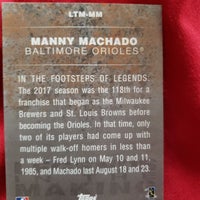 LTM-MM
MANNY MACHADO
BALTIMORE ORIOLES®
IN THE FOOTSTEPS OF LEGENDS.
The 2017 season was the 118th for a
franchise that began as the Milwaukee
Brewers and St. Louis Browns before
becoming the Orioles. In that time, only
two of its players had come up with
multiple walk-off homers in less
than a week – Fred Lynn on May 10 and 11,
1985, and Machado last August 18 and 23.
Topps